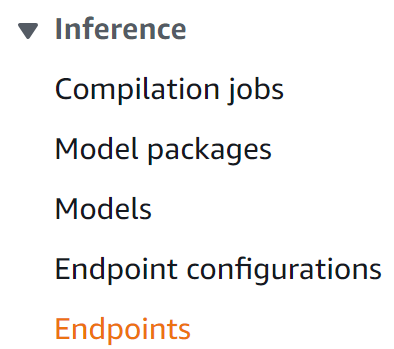 Inference
Compilation jobs
Model packages
Models
Endpoint configurations
Endpoints